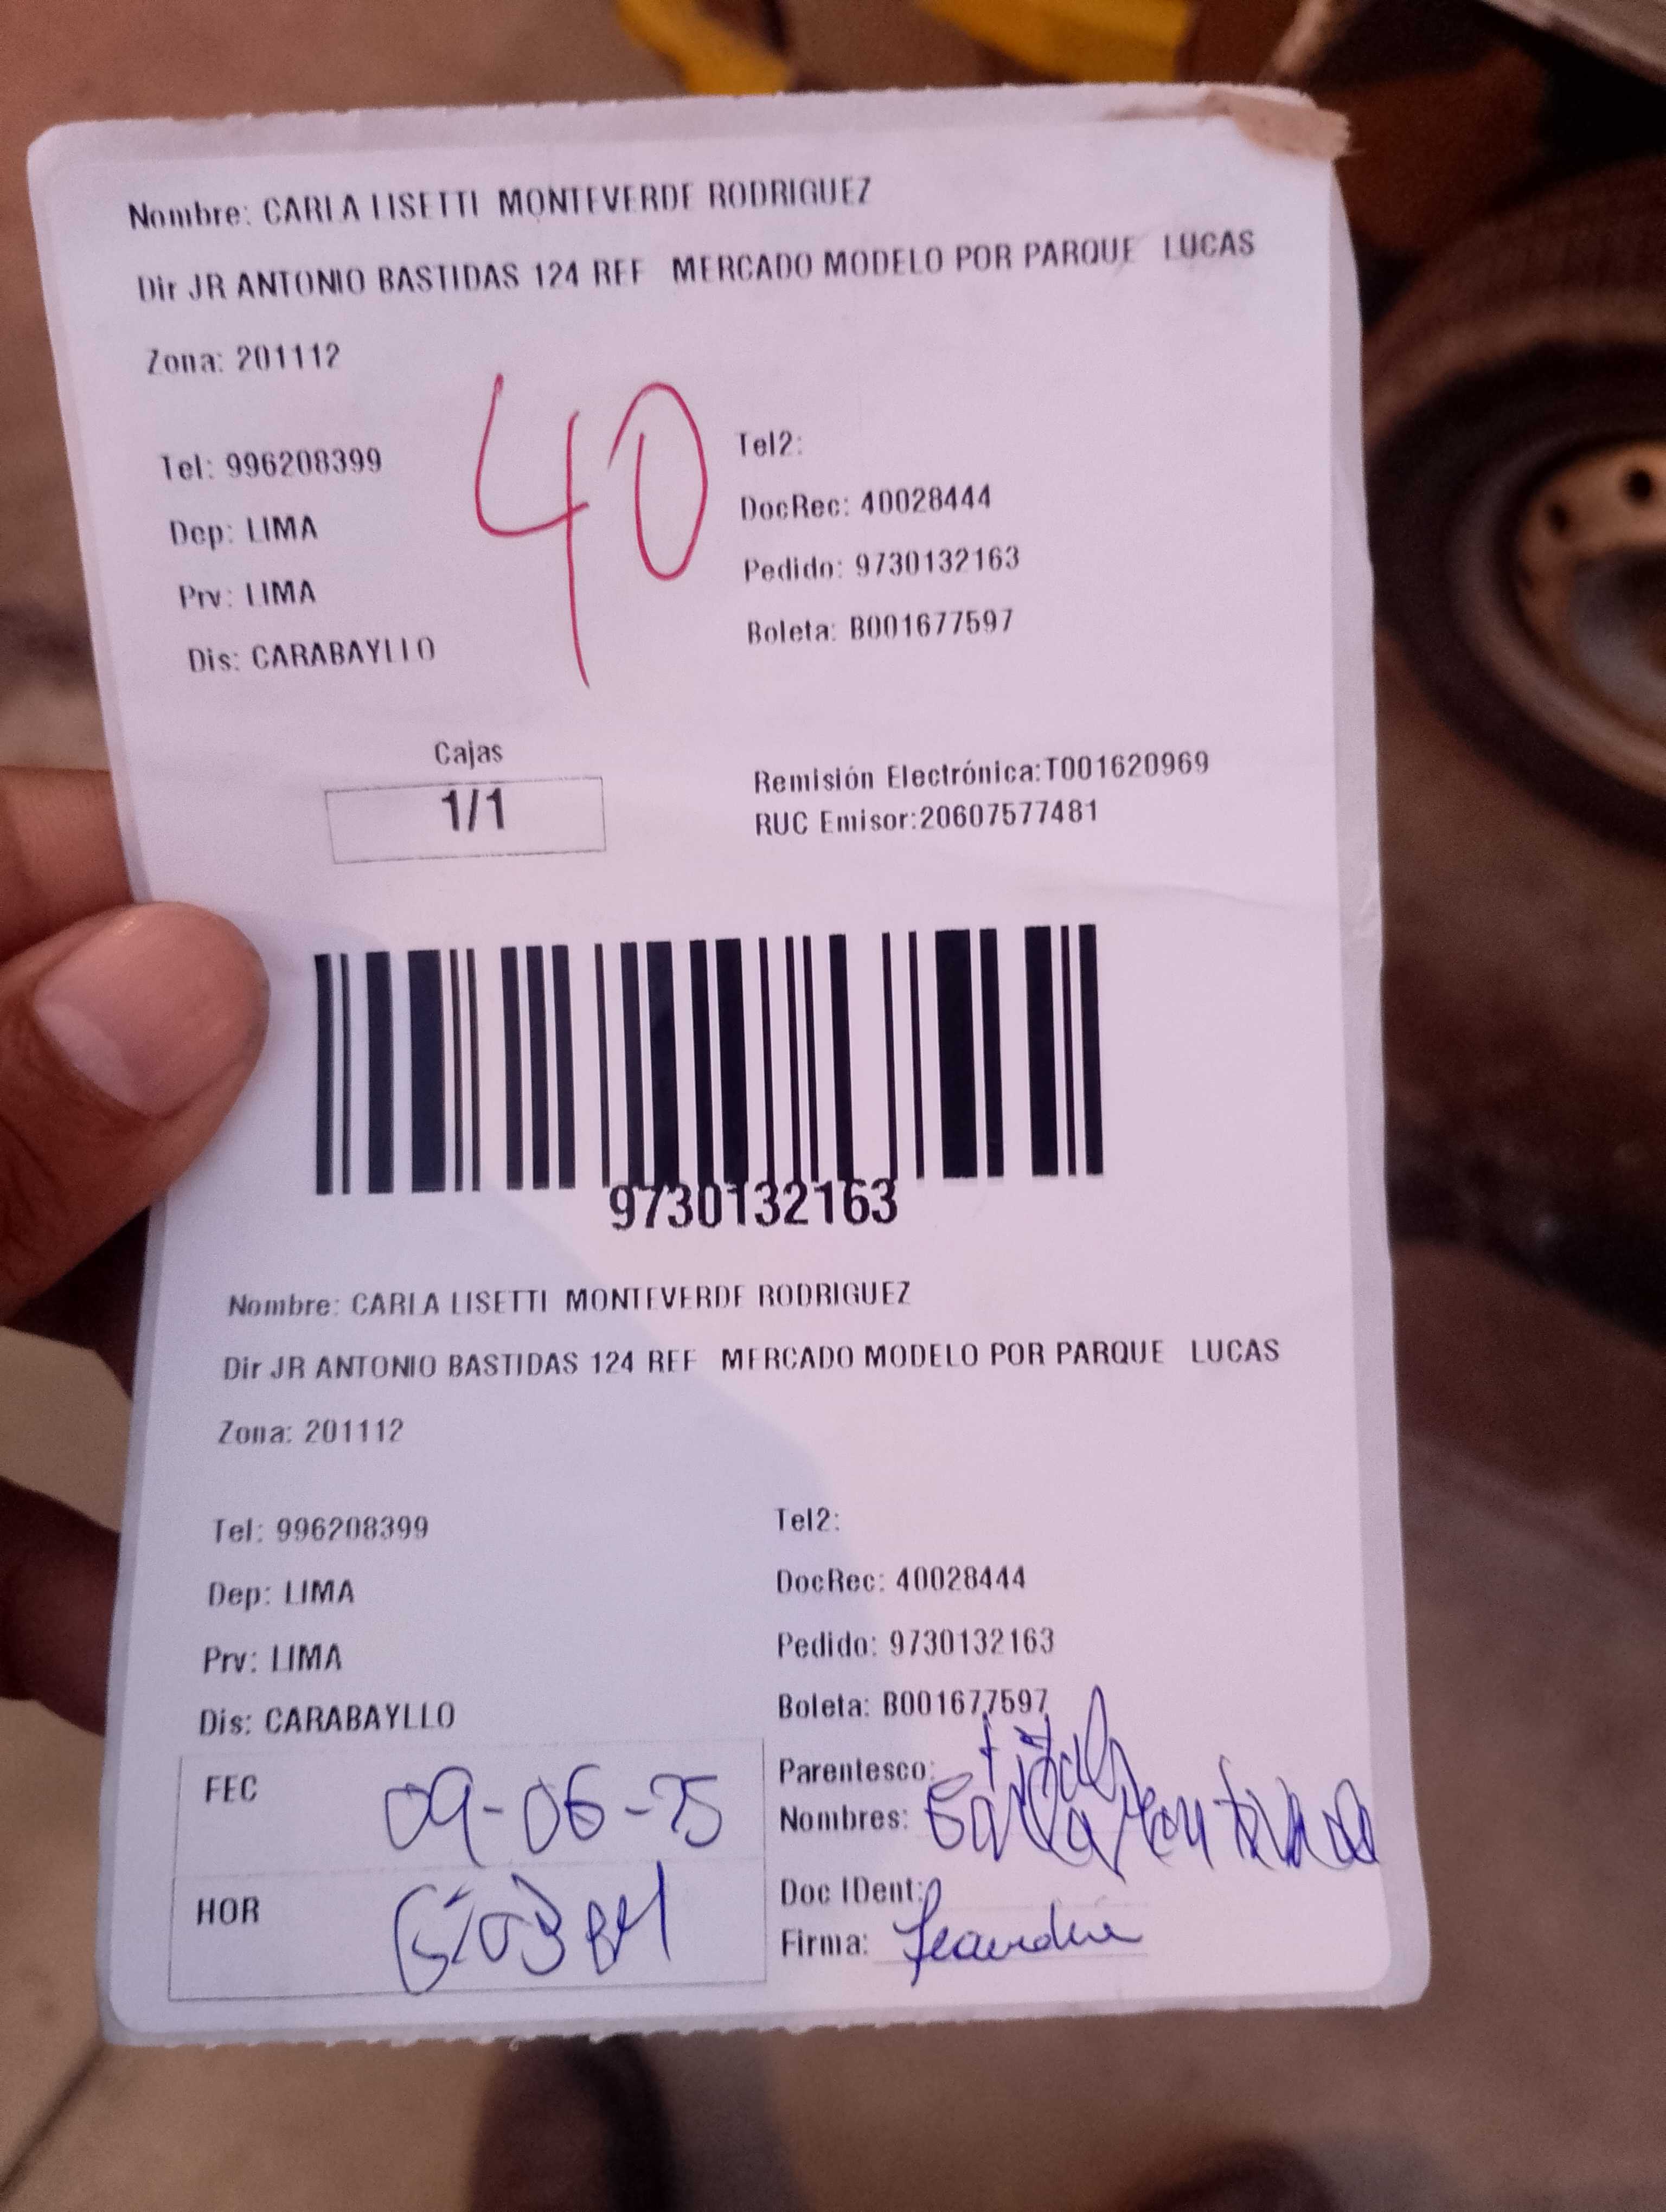 Nombre: CARLA LISETTI MONTEVERDE RODRIGUEZ
Dir JR ANTONIO BASTIDAS 124 REF MERCADO MODELO POR PARQUE LUCAS
Zona: 201112
40
Tel: 996208399
Tel2:
Dep: LIMA
DocRec: 40028444
Prv: LIMA
Pedido: 9730132163
Dis: CARABAYLLO
Boleta: B001677597
Cajas
1/1
Remisión Electrónica:T001620969
RUC Emisor:20607577481
9730132163
Nombre: CARLA LISETTI MONTEVERDE RODRIGUEZ
Dir JR ANTONIO BASTIDAS 124 REF MERCADO MODELO POR PARQUE LUCAS
Zona: 201112
Tel: 996208399
Tel2:
Dep: LIMA
DocRec: 40028444
Prv: LIMA
Pedido: 9730132163
Dis: CARABAYLLO
Boleta: B001677597
FEC 09-06-25
Parentesco:
Nombres:
HOR
Doc IDent:
Firma: